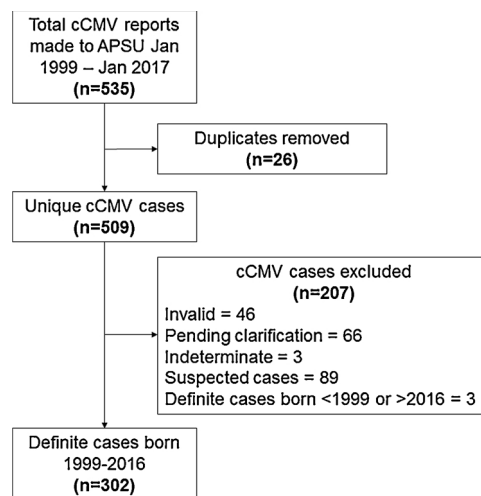 Total cCMV reports
made to APSU Jan
1999 – Jan 2017
(n=535)
Duplicates removed
(n=26)
Unique cCMV cases
(n=509)
cCMV cases excluded
(n=207)
Invalid = 46
Pending clarification = 66
Indeterminate = 3
Suspected cases = 89
Definite cases born <1999 or >2016 = 3
Definite cases born
1999-2016
(n=302)